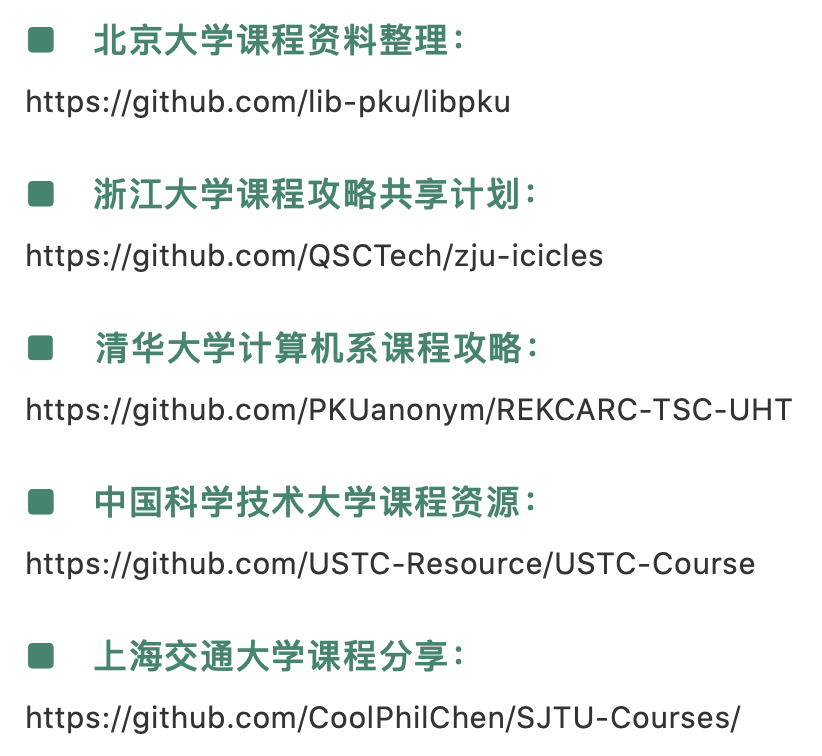 北京大学课程资料整理：
https://github.com/lib-pku/libpku
浙江大学课程攻略共享计划：
https://github.com/QSCTech/zju-icicles
清华大学计算机系课程攻略：
https://github.com/PKUanonym/REKCARC-TSC-UHT
中国科学技术大学课程资源：
https://github.com/USTC-Resource/USTC-Course
上海交通大学课程分享：
https://github.com/CoolPhilChen/SJTU-Courses/